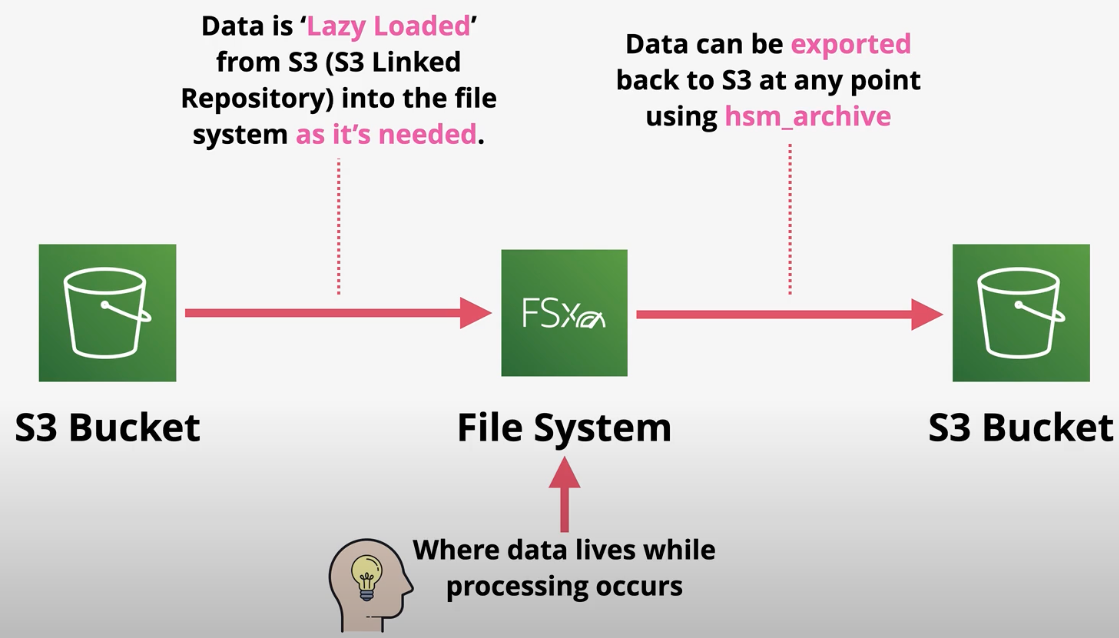 Data is ‘Lazy Loaded’
from S3 (S3 Linked
Repository) into the file
system as it’s needed.
Data can be exported
back to S3 at any point
using hsm_archive
FSx
S3 Bucket
File System
S3 Bucket
Where data lives while
processing occurs